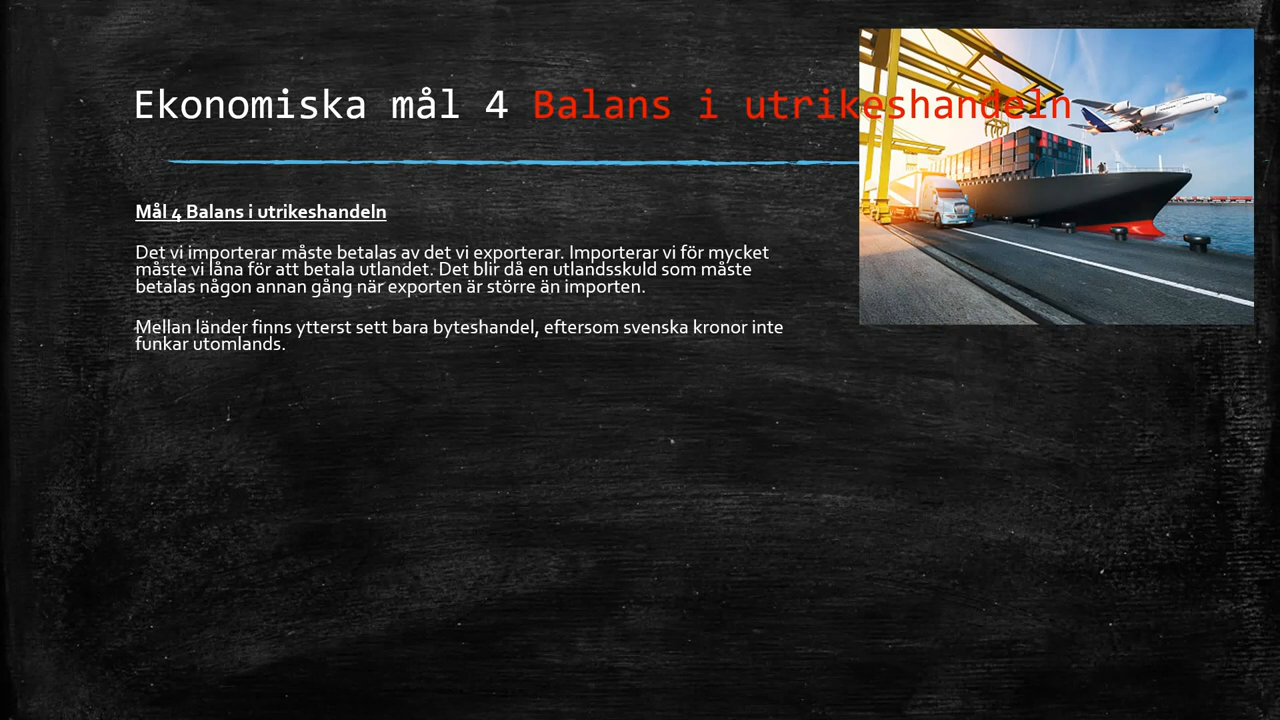 Ekonomiska mål 4 Balans i utrikeshandeln
Mål 4 Balans i utrikeshandeln
Det vi importerar måste betalas av det vi exporterar. Importerar vi för mycket
måste vi låna för att betala utlandet. Det blir då en utlandsskuld som måste
betalas någon annan gång när exporten är större än importen.
Mellan länder finns ytterst sett bara byteshandel, eftersom svenska kronor inte
funkar utomlands.